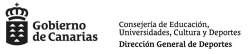 Gobierno
de Canarias
Consejería de Educación,
Universidades, Cultura y Deportes
Dirección General de Deportes